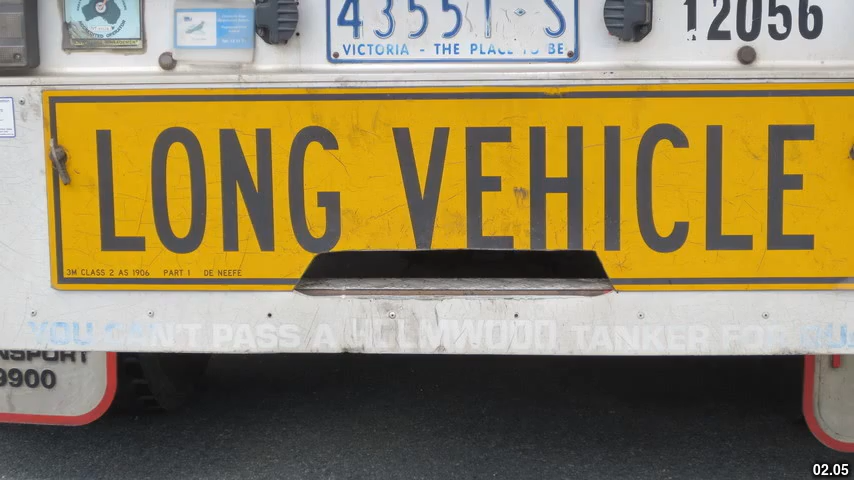 12056
VICTORIA - THE PLACE TO BE
LONG VEHICLE
3M CLASS 2 AS 1906 PART 1 DE NEEFE
YOU CAN'T PASS A TANKER FOR
NSPORT
9900
02.05